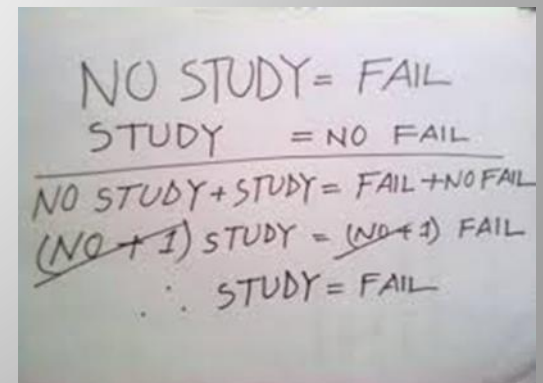 NO STUDY = FAIL
STUDY = NO FAIL
NO STUDY + STUDY = FAIL + NO FAIL
(NO + 1) STUDY = (NO + 1) FAIL
∴ STUDY = FAIL